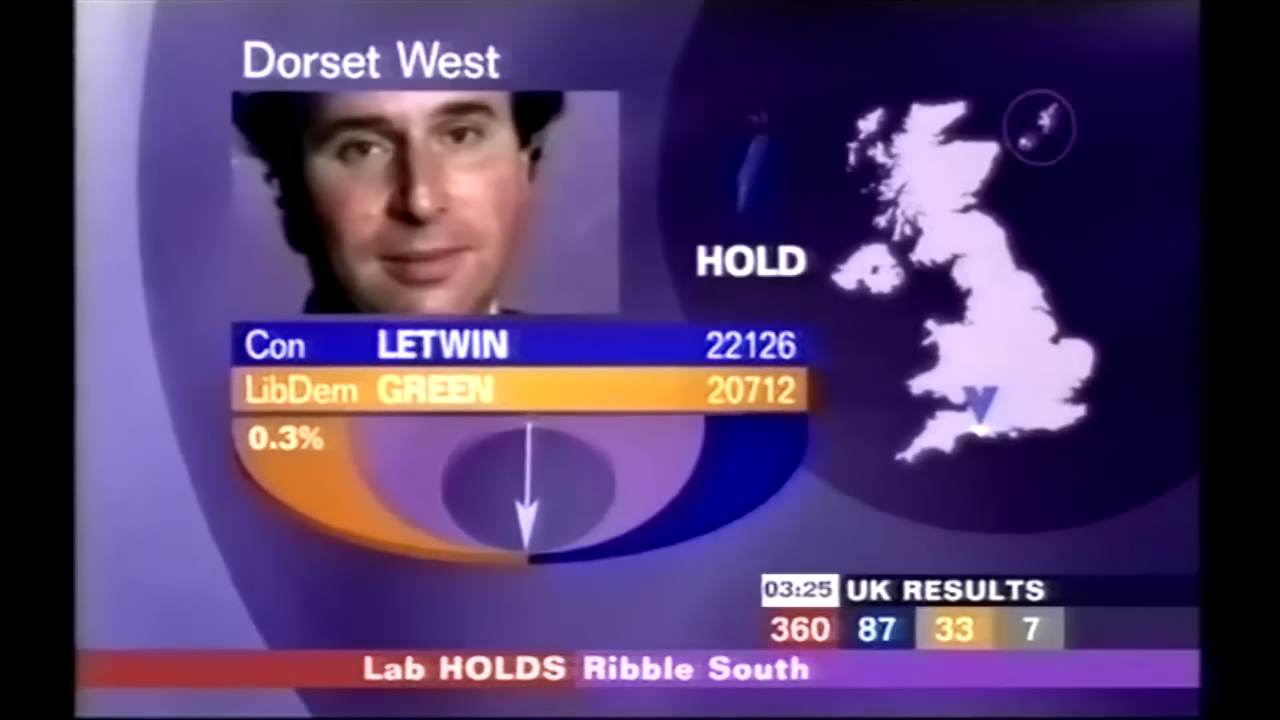 Dorset West
HOLD
Con LETWIN 22126
LibDem GREEN 20712
0.3%
03:25 UK RESULTS
360 87 33 7
Lab HOLDS Ribble South